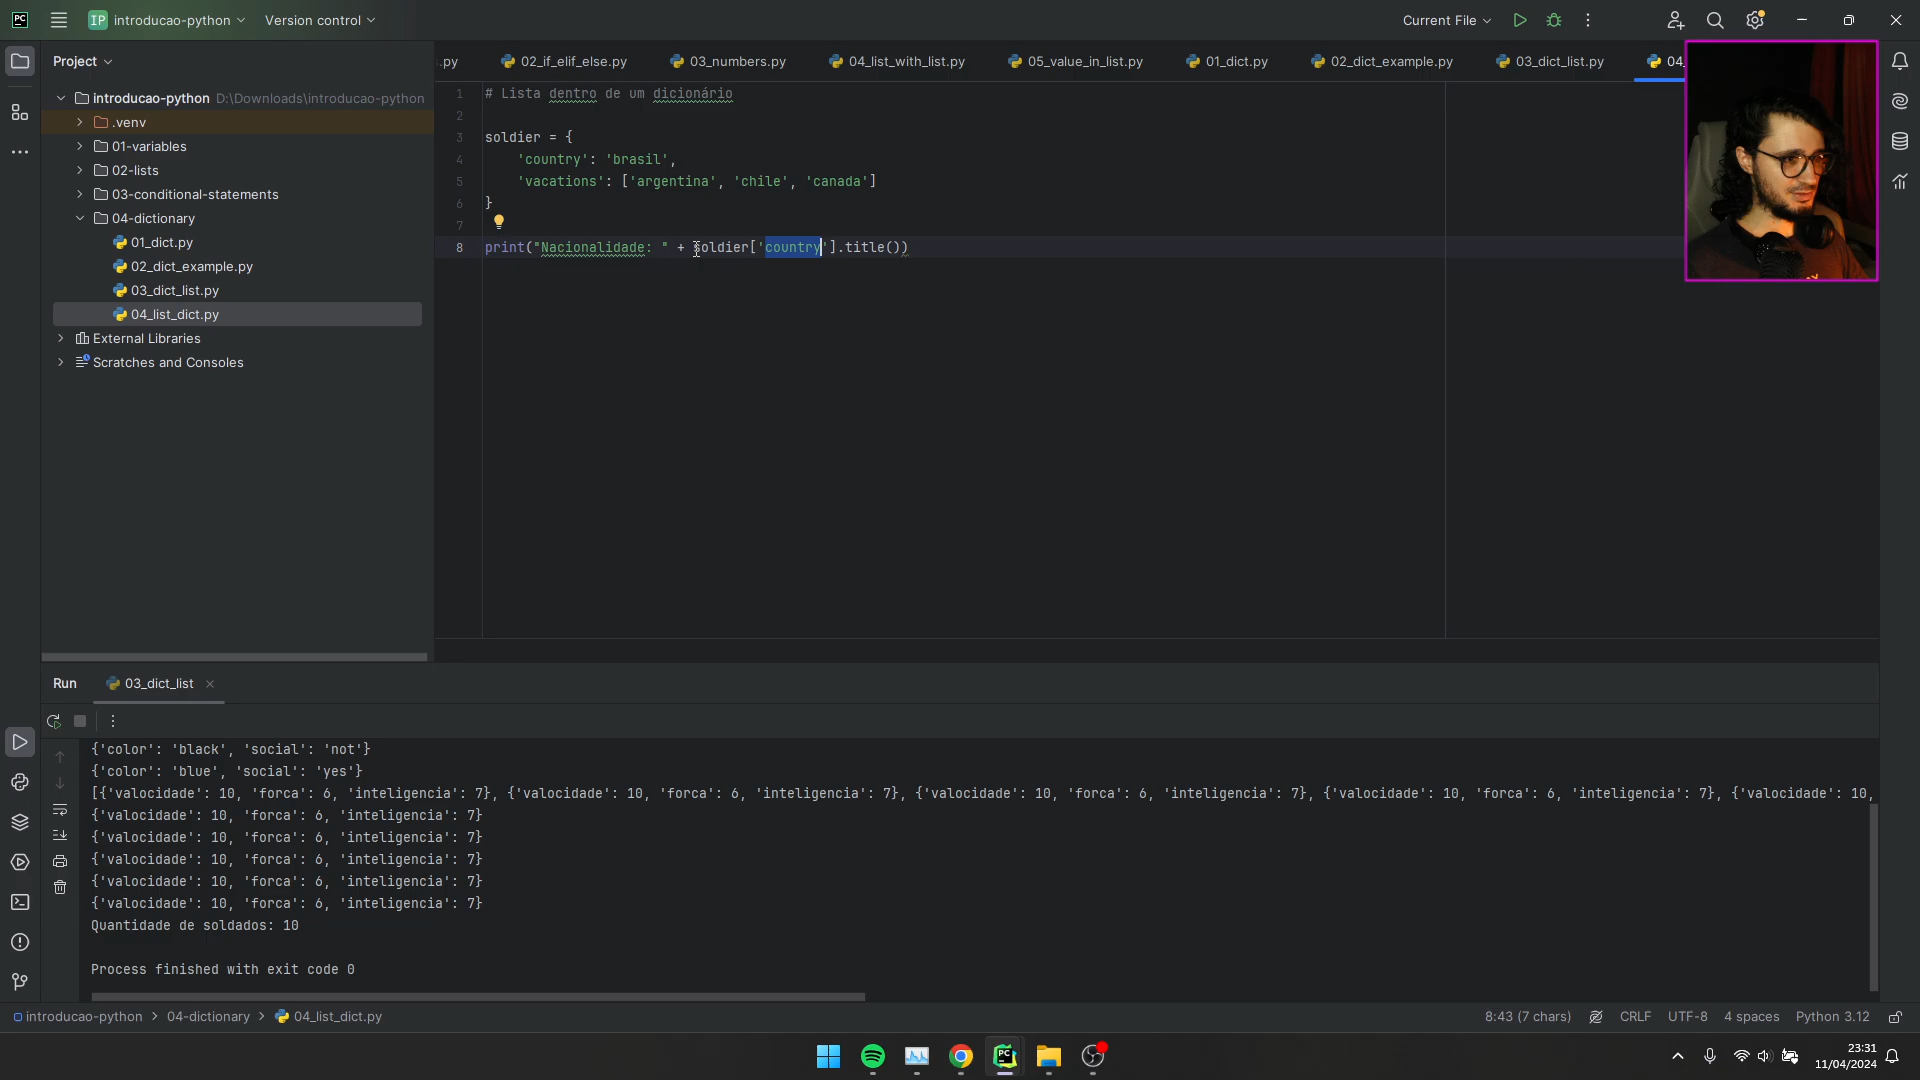 PC
IP introducao-python Version control Current File
Project .py 02_if_elif_else.py 03_numbers.py 04_list_with_list.py 05_value_in_list.py 01_dict.py 02_dict_example.py 03_dict_list.py 04_
introducao-python D:\Downloads\introducao-python
.venv
01-variables
02-lists
03-conditional-statements
04-dictionary
01_dict.py
02_dict_example.py
03_dict_list.py
04_list_dict.py
External Libraries
Scratches and Consoles
1 # Lista dentro de um dicionário
2
3 soldier = {
4 'country': 'brasil',
5 'vacations': ['argentina', 'chile', 'canada']
6 }
7
8 print("Nacionalidade: " + soldier['country'].title())
Run 03_dict_list
{'color': 'black', 'social': 'not'}
{'color': 'blue', 'social': 'yes'}
[{'valocidade': 10, 'forca': 6, 'inteligencia': 7}, {'valocidade': 10, 'forca': 6, 'inteligencia': 7}, {'valocidade': 10, 'forca': 6, 'inteligencia': 7}, {'valocidade': 10, 'forca': 6, 'inteligencia': 7}, {'valocidade': 10,
{'valocidade': 10, 'forca': 6, 'inteligencia': 7}
{'valocidade': 10, 'forca': 6, 'inteligencia': 7}
{'valocidade': 10, 'forca': 6, 'inteligencia': 7}
{'valocidade': 10, 'forca': 6, 'inteligencia': 7}
{'valocidade': 10, 'forca': 6, 'inteligencia': 7}
Quantidade de soldados: 10
Process finished with exit code 0
introducao-python > 04-dictionary > 04_list_dict.py 8:43 (7 chars) CRLF UTF-8 4 spaces Python 3.12
PC
23:31
11/04/2024